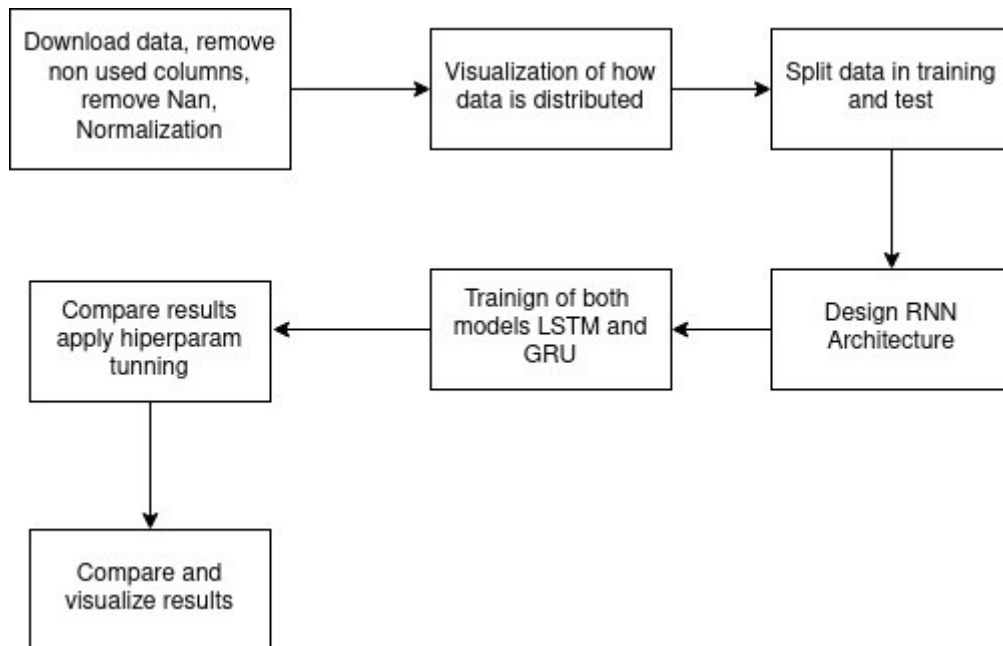 Download data, remove
non used columns,
remove Nan,
Normalization
Visualization of how
data is distributed
Split data in training
and test
Design RNN
Architecture
Trainign of both
models LSTM and
GRU
Compare results
apply hiperparam
tunning
Compare and
visualize results